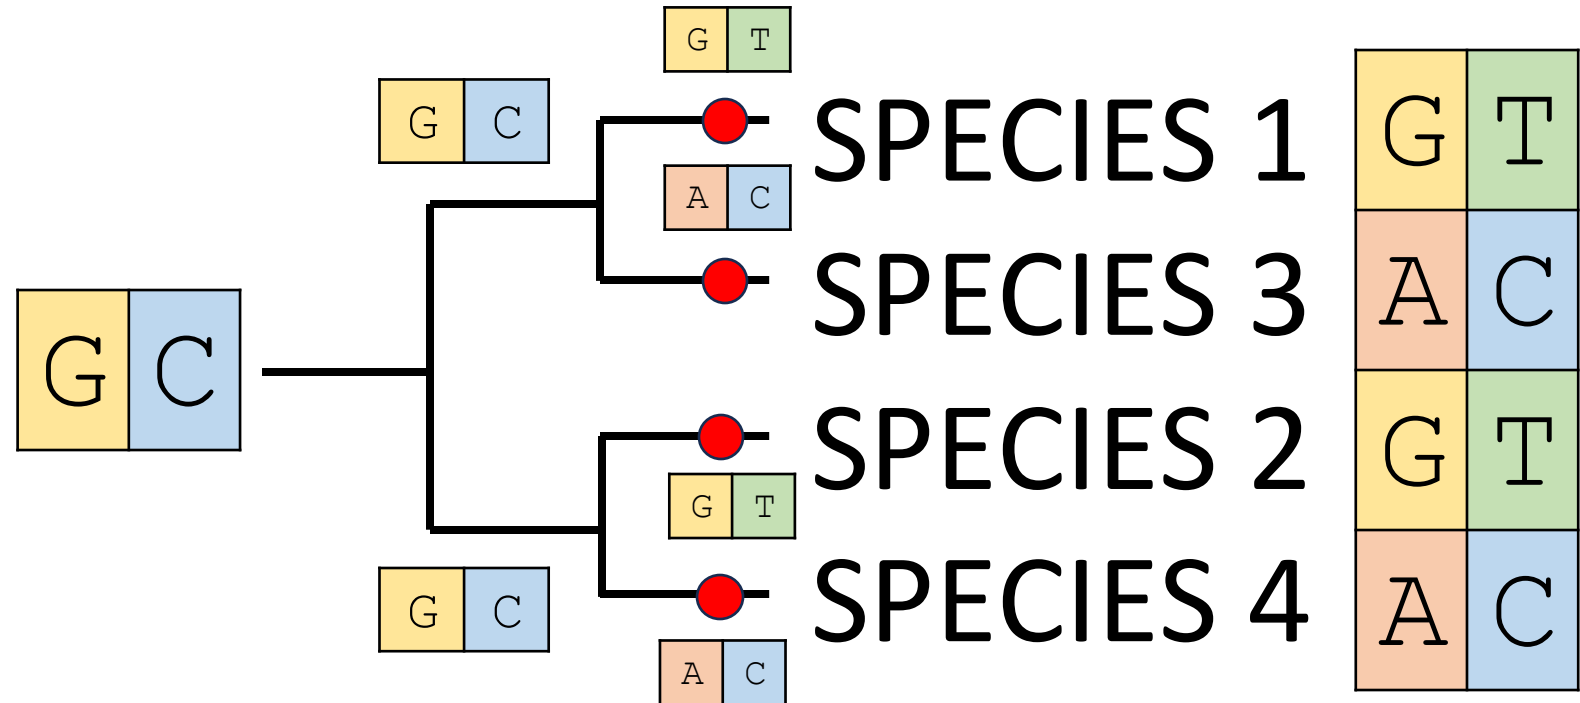 G T
G C
SPECIES 1 G T
A C
SPECIES 3 A C
G C
SPECIES 2 G T
G T
SPECIES 4 A C
G C
A C